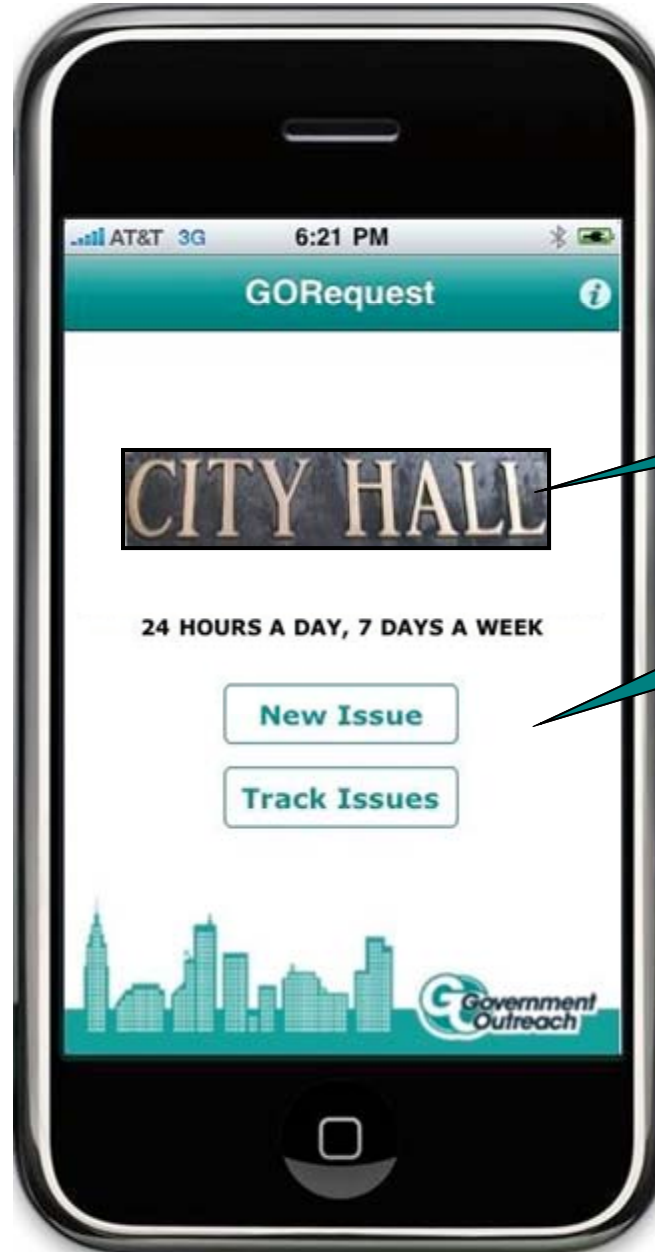 AT&T 3G 6:21 PM
GORequest i
CITY HALL
24 HOURS A DAY, 7 DAYS A WEEK
New Issue
Track Issues
GO Government
Outreach